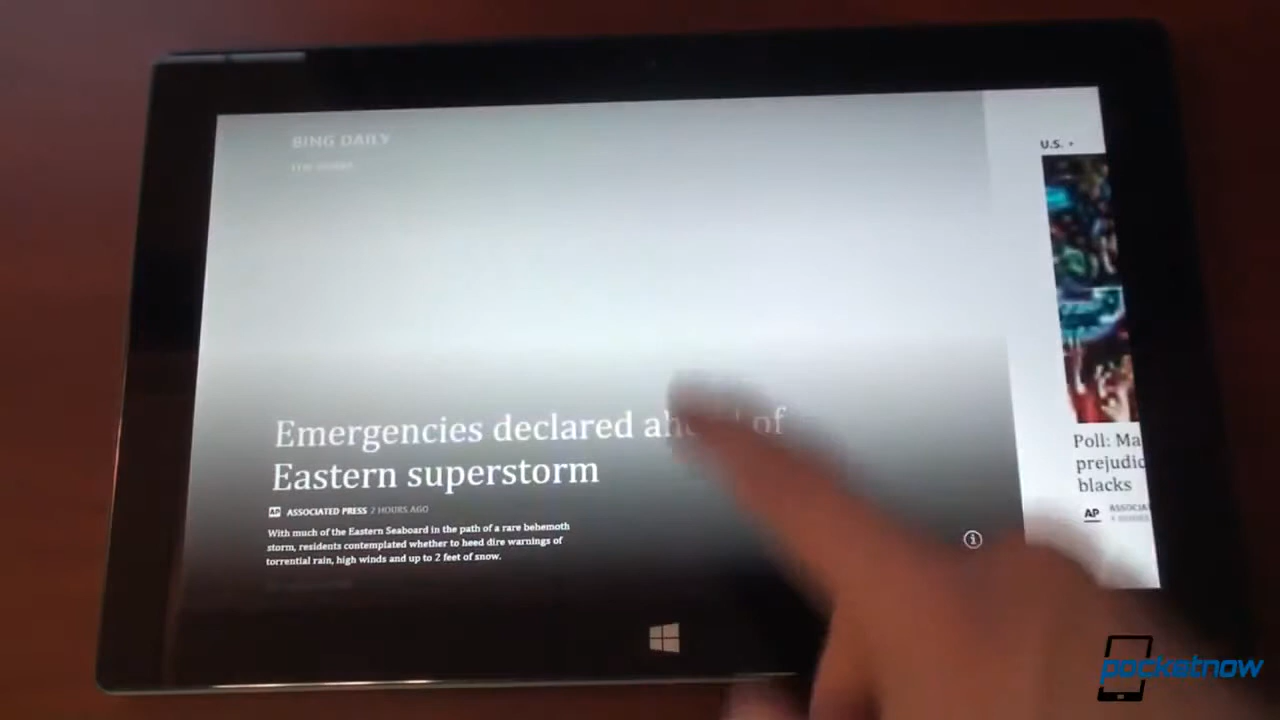 BING DAILY
U.S.
Emergencies declared ahead of
Eastern superstorm
AP ASSOCIATED PRESS 2 HOURS AGO
With much of the Eastern Seaboard in the path of a rare behemoth
storm, residents contemplated whether to heed dire warnings of
torrential rain, high winds and up to 2 feet of snow.
Poll: Ma
prejudic
blacks
AP ASSOCIA
pocketnow